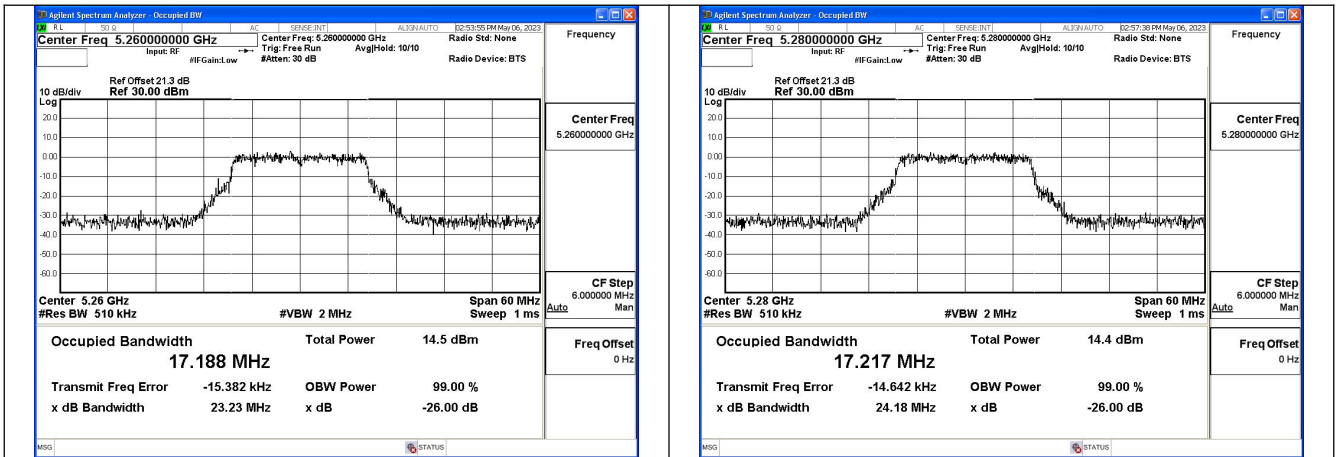 Agilent Spectrum Analyzer - Occupied BW
RL 50 Ω AC SENSE:INT ALIGN AUTO 02:53:55 PM May 06, 2023
Center Freq 5.260000000 GHz
Input: RF
#IFGain:Low
Center Freq: 5.260000000 GHz
Trig: Free Run Avg|Hold: 10/10
#Atten: 30 dB
Radio Std: None
Radio Device: BTS
Frequency
Ref Offset 21.3 dB
10 dB/div Ref 30.00 dBm
Log
20.0
10.0
0.00
-10.0
-20.0
-30.0
-40.0
-50.0
-60.0
Center Freq
5.260000000 GHz
CF Step
6.000000 MHz
Auto Man
Center 5.26 GHz Span 60 MHz
#Res BW 510 kHz #VBW 2 MHz Sweep 1 ms
Freq Offset
0 Hz
Occupied Bandwidth Total Power 14.5 dBm
17.188 MHz
Transmit Freq Error -15.382 kHz OBW Power 99.00 %
x dB Bandwidth 23.23 MHz x dB -26.00 dB
MSG STATUS
Agilent Spectrum Analyzer - Occupied BW
RL 50 Ω AC SENSE:INT ALIGN AUTO 02:57:38 PM May 06, 2023
Center Freq 5.280000000 GHz
Input: RF
#IFGain:Low
Center Freq: 5.280000000 GHz
Trig: Free Run Avg|Hold: 10/10
#Atten: 30 dB
Radio Std: None
Radio Device: BTS
Frequency
Ref Offset 21.3 dB
10 dB/div Ref 30.00 dBm
Log
20.0
10.0
0.00
-10.0
-20.0
-30.0
-40.0
-50.0
-60.0
Center Freq
5.280000000 GHz
CF Step
6.000000 MHz
Auto Man
Center 5.28 GHz Span 60 MHz
#Res BW 510 kHz #VBW 2 MHz Sweep 1 ms
Freq Offset
0 Hz
Occupied Bandwidth Total Power 14.4 dBm
17.217 MHz
Transmit Freq Error -14.642 kHz OBW Power 99.00 %
x dB Bandwidth 24.18 MHz x dB -26.00 dB
MSG STATUS